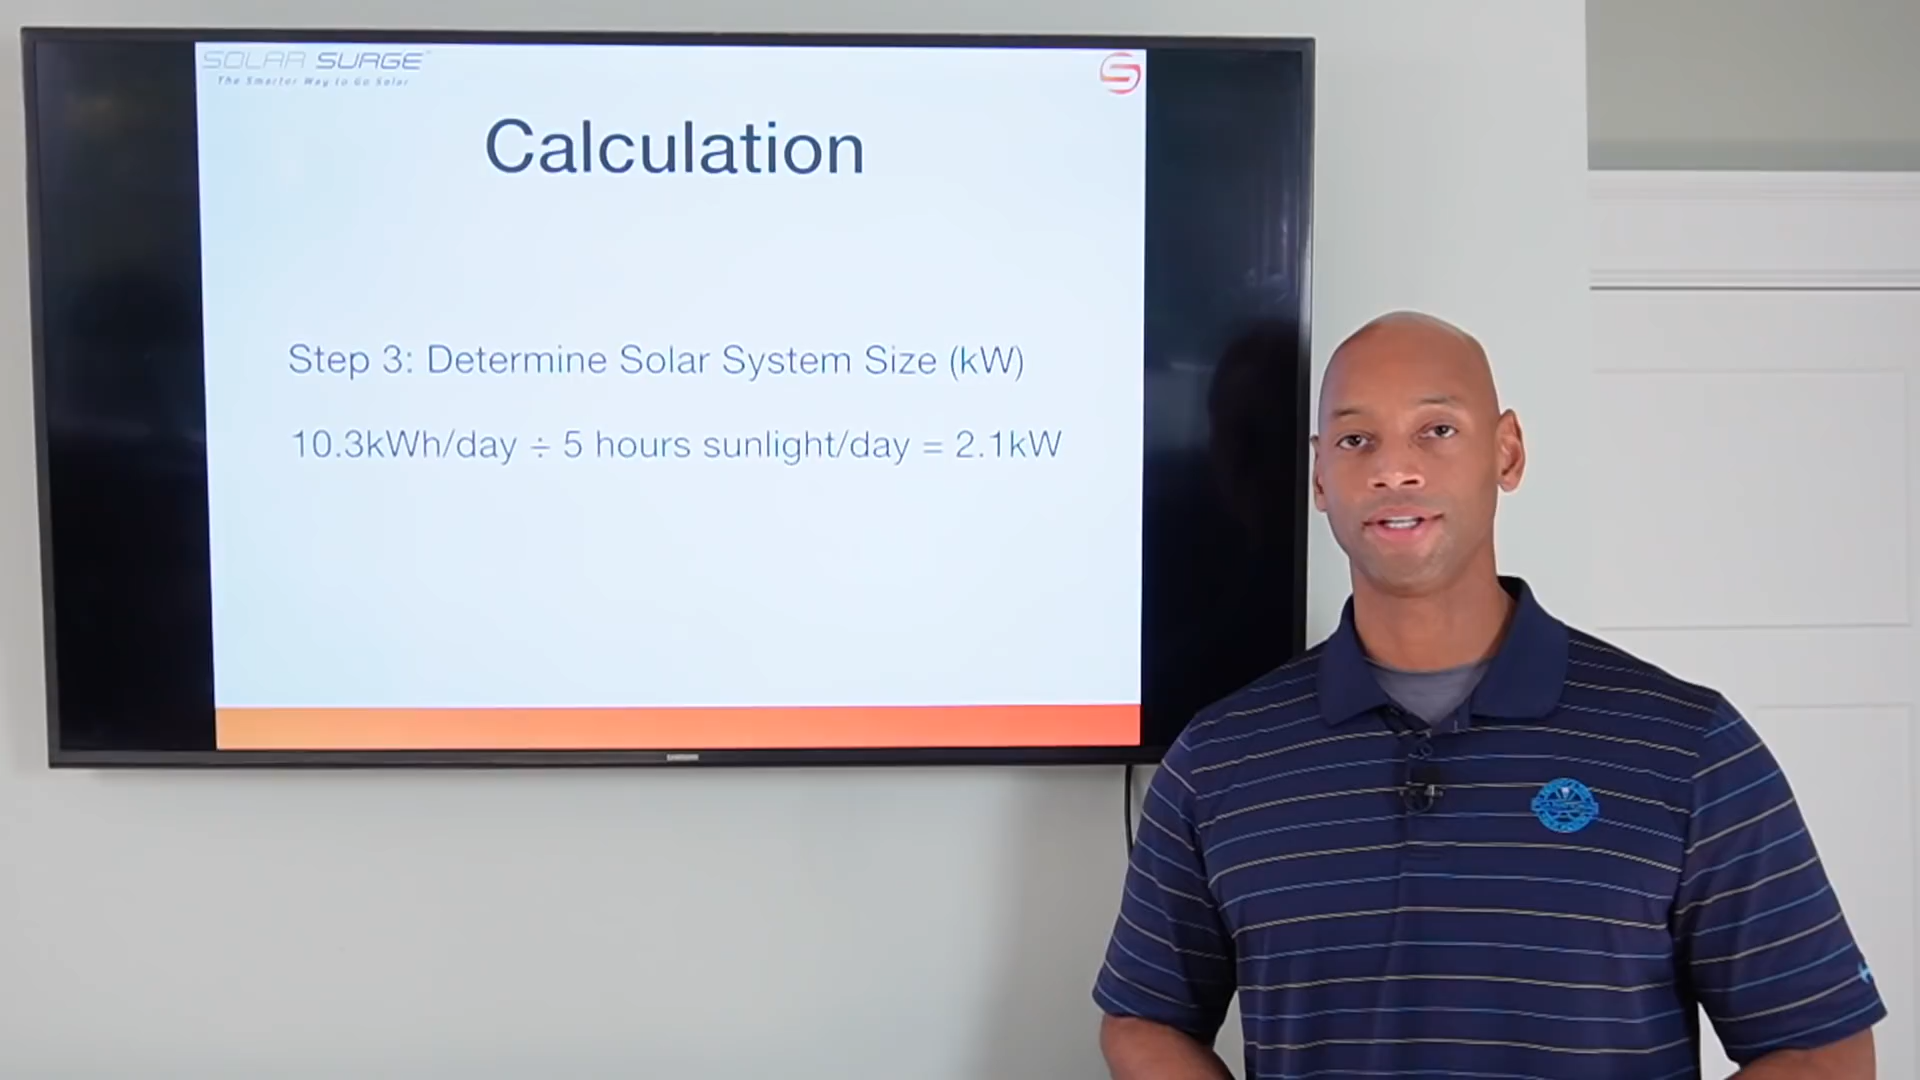 SOLAR SURGE
The Smarter Way to Go Solar
Calculation
Step 3: Determine Solar System Size (kW)
10.3kWh/day ÷ 5 hours sunlight/day = 2.1kW